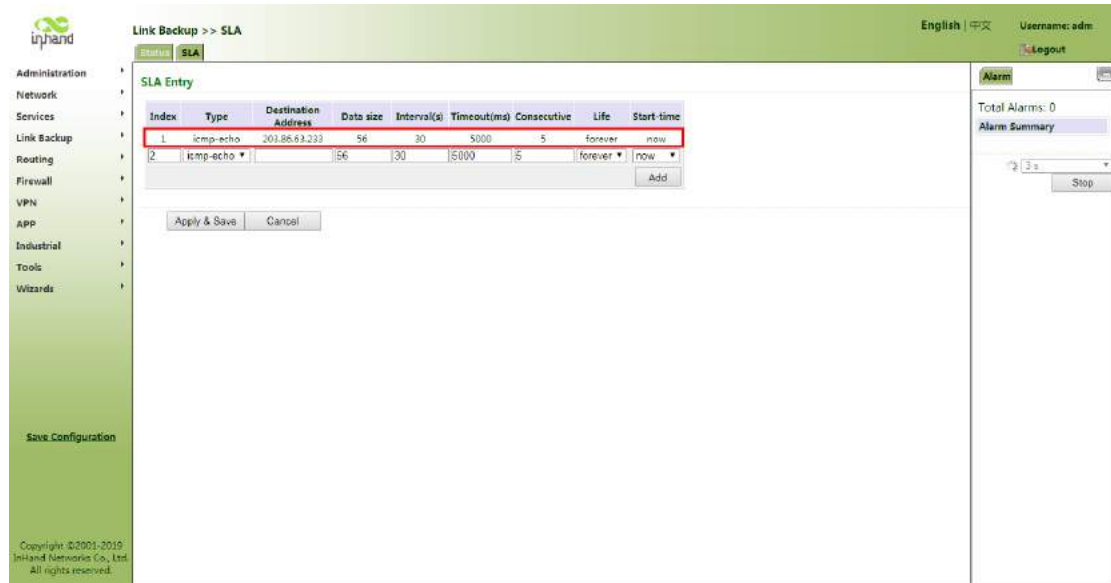 inhand
Link Backup >> SLA
English | 中文 Username: adm
Logout
Status SLA
Administration
Network
Services
Link Backup
Routing
Firewall
VPN
APP
Industrial
Tools
Wizards
Save Configuration
Copyright ©2001-2019
InHand Networks Co., Ltd.
All rights reserved.
SLA Entry
Index Type Destination Address Data size Interval(s) Timeout(ms) Consecutive Life Start-time
1 icmp-echo 203.86.63.233 56 30 5000 5 forever now
2 icmp-echo 56 30 5000 5 forever now
Add
Apply & Save Cancel
Alarm
Total Alarms: 0
Alarm Summary
3 s
Stop